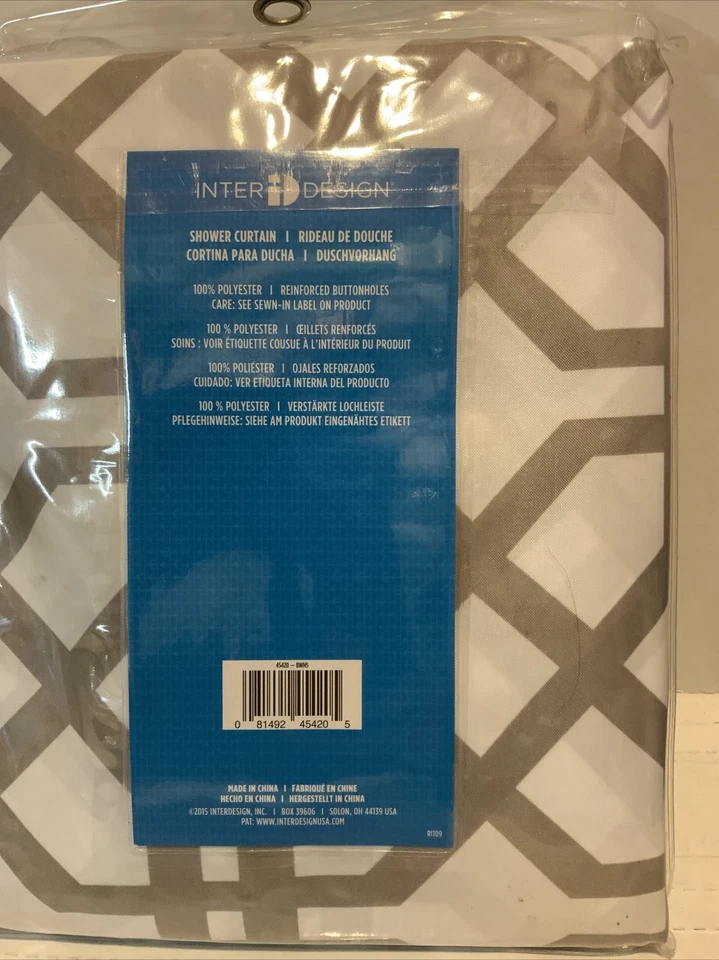 INTER DESIGN
SHOWER CURTAIN | RIDEAU DE DOUCHE
CORTINA PARA DUCHA | DUSCHVORHANG
100% POLYESTER | REINFORCED BUTTONHOLES
CARE: SEE SEWN-IN LABEL ON PRODUCT
100 % POLYESTER | ŒILLETS RENFORCÉS
SOINS : VOIR ÉTIQUETTE COUSUE À L'INTÉRIEUR DU PRODUIT
100% POLIÉSTER | OJALES REFORZADOS
CUIDADO: VER ETIQUETA INTERNA DEL PRODUCTO
100 % POLYESTER | VERSTÄRKTE LOCHLEISTE
PFLEGEHINWEISE: SIEHE AM PRODUKT EINGENÄHTES ETIKETT
45420 – BWNS
0 81492 45420 5
MADE IN CHINA | FABRIQUÉ EN CHINE
HECHO EN CHINA | HERGESTELLT IN CHINA
©2015 INTERDESIGN, INC. | BOX 39606 | SOLON, OH 44139 USA
PAT: WWW.INTERDESIGNUSA.COM
R1109